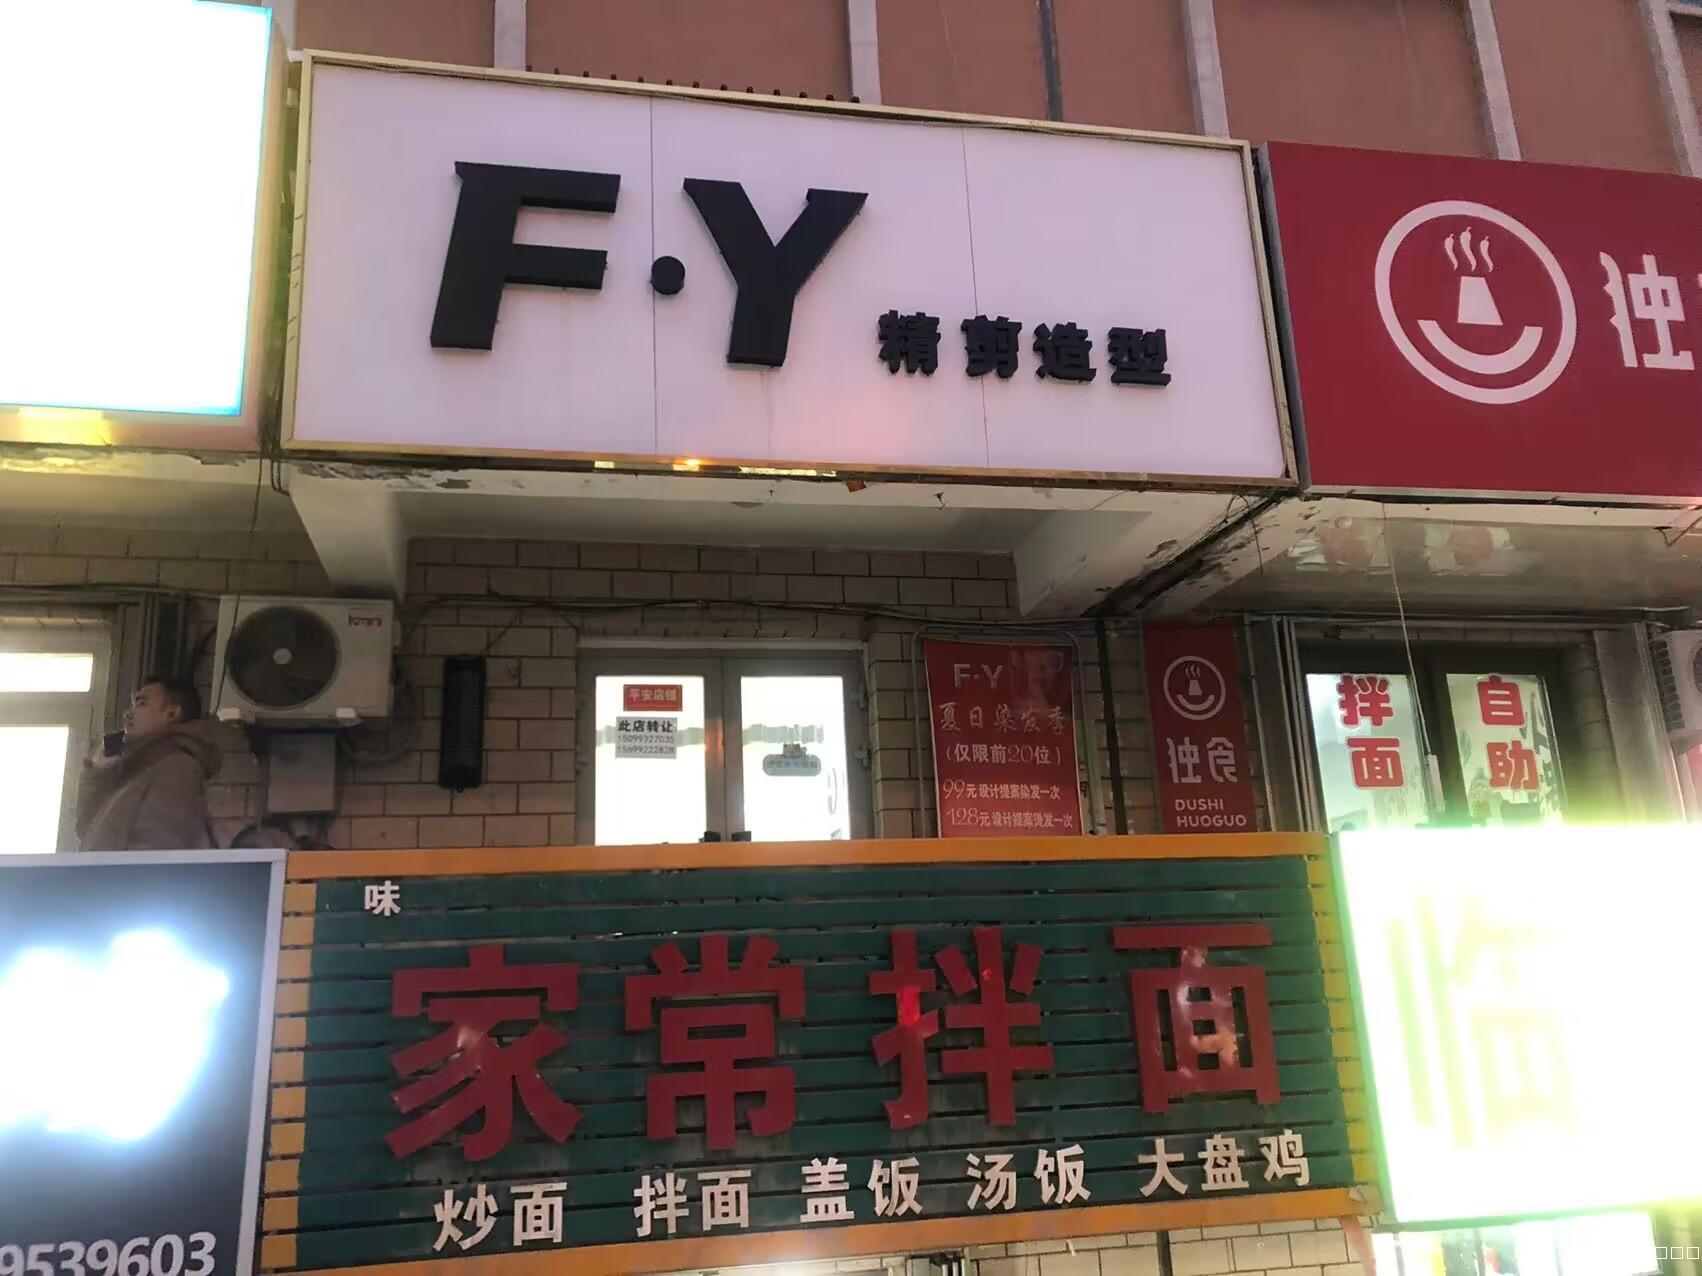 F·Y 精剪造型
独
平安店铺
此店转让
15099327035
15699222828
F·Y
夏日染发季
(仅限前20位)
99元 设计提案染发一次
128元 设计提案烫发一次
独食
DUSHI
HUOGUO
拌面
自助
味
家常拌面
炒面 拌面 盖饭 汤饭 大盘鸡
9539603
临